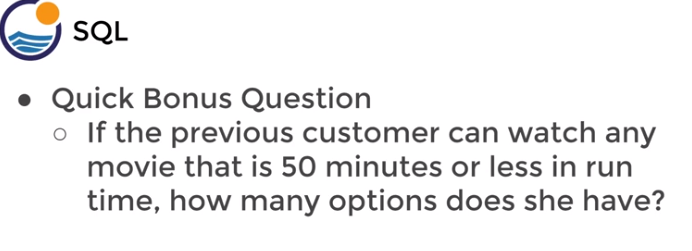 SQL
● Quick Bonus Question
○ If the previous customer can watch any
movie that is 50 minutes or less in run
time, how many options does she have?